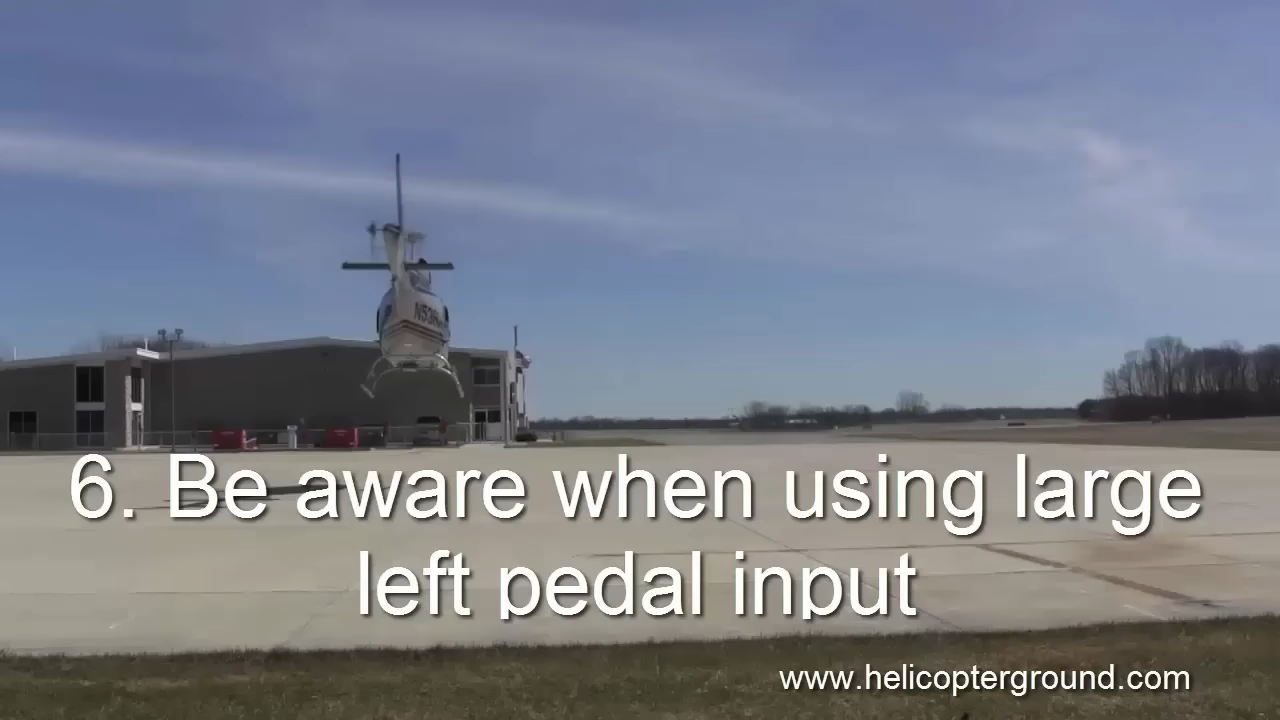 6. Be aware when using large
left pedal input
www.helicopterground.com